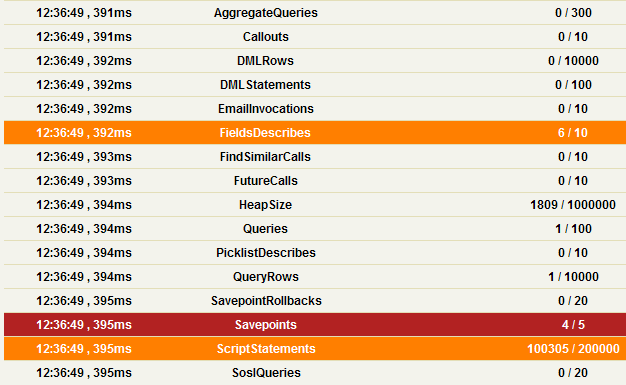 12:36:49 , 391ms AggregateQueries 0 / 300
12:36:49 , 391ms Callouts 0 / 10
12:36:49 , 392ms DMLRows 0 / 10000
12:36:49 , 392ms DMLStatements 0 / 100
12:36:49 , 392ms EmailInvocations 0 / 10
12:36:49 , 392ms FieldsDescribes 6 / 10
12:36:49 , 393ms FindSimilarCalls 0 / 10
12:36:49 , 393ms FutureCalls 0 / 10
12:36:49 , 394ms HeapSize 1809 / 1000000
12:36:49 , 394ms Queries 1 / 100
12:36:49 , 394ms PicklistDescribes 0 / 10
12:36:49 , 394ms QueryRows 1 / 10000
12:36:49 , 395ms SavepointRollbacks 0 / 20
12:36:49 , 395ms Savepoints 4 / 5
12:36:49 , 395ms ScriptStatements 100305 / 200000
12:36:49 , 395ms SoslQueries 0 / 20